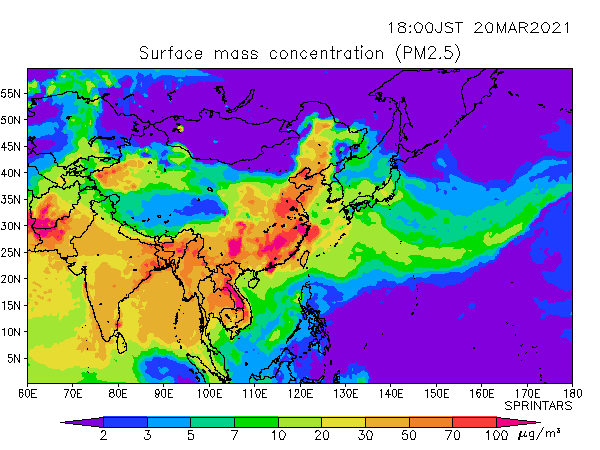 18:00JST 20MAR2021
Surface mass concentration (PM2.5)
55N
50N
45N
40N
35N
30N
25N
20N
15N
10N
5N
60E 70E 80E 90E 100E 110E 120E 130E 140E 150E 160E 170E 180
SPRINTARS
2 3 5 7 10 20 30 50 70 100 μg/m³